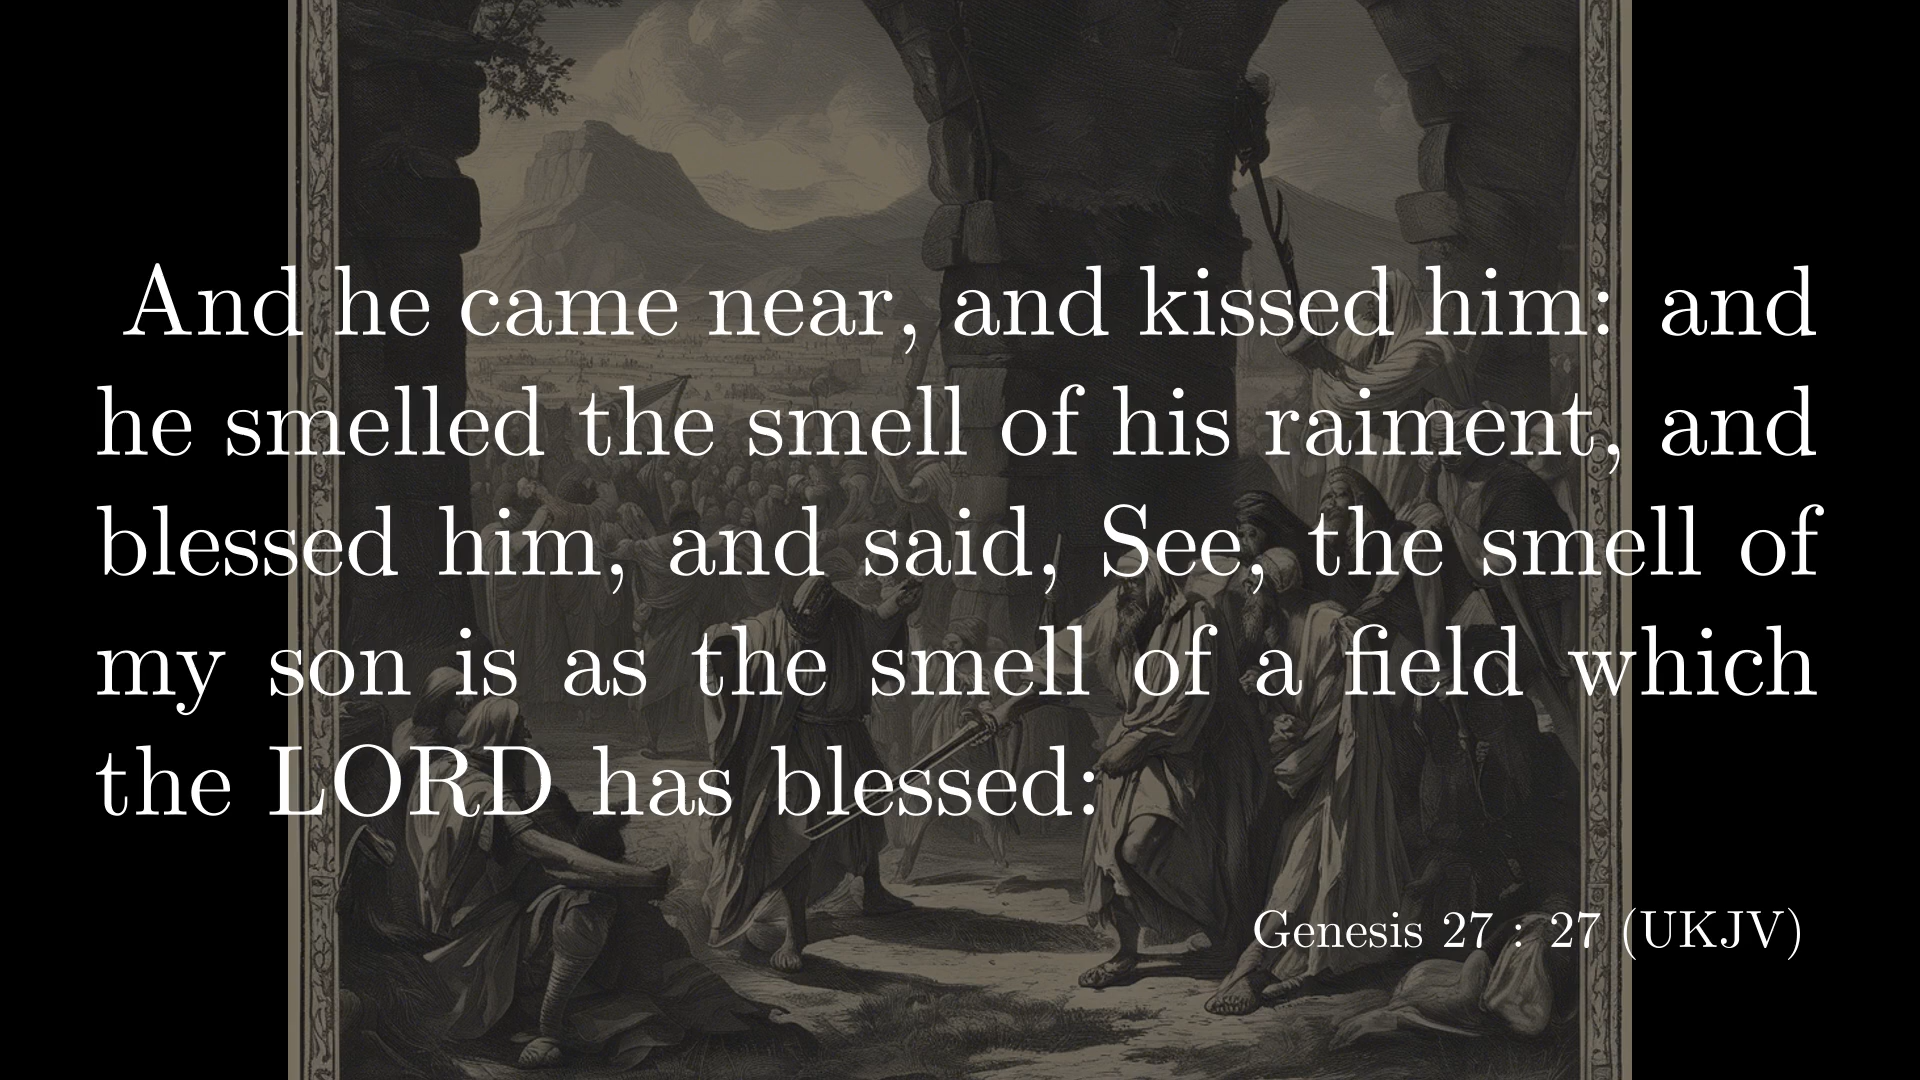 And he came near, and kissed him: and
he smelled the smell of his raiment, and
blessed him, and said, See, the smell of
my son is as the smell of a field which
the LORD has blessed:
Genesis 27 : 27 (UKJV)